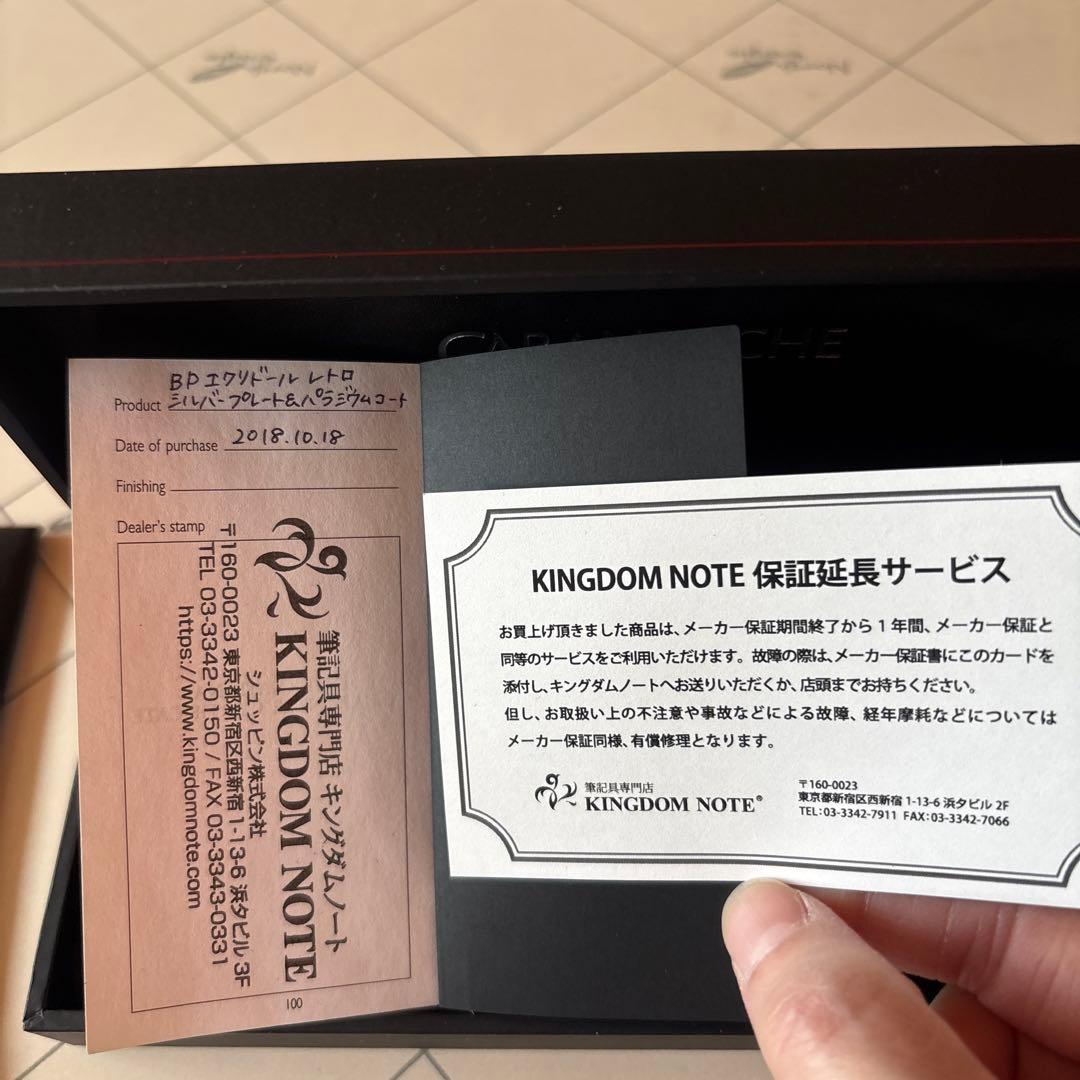 BP エクリドール レトロ
Product シルバープレート&パラジウムコート
Date of purchase 2018.10.18
Finishing
Dealer's stamp
筆記具専門店 キングダムノート
KINGDOM NOTE
シュッピン株式会社
〒160-0023 東京都新宿区西新宿1-13-6 浜夕ビル 3F
TEL 03-3342-0150 / FAX 03-3343-0331
https://www.kingdomnote.com
100
KINGDOM NOTE 保証延長サービス
お買上げ頂きました商品は、メーカー保証期間終了から1年間、メーカー保証と
同等のサービスをご利用いただけます。故障の際は、メーカー保証書にこのカードを
添付し、キングダムノートへお送りいただくか、店頭までお持ちください。
但し、お取扱い上の不注意や事故などによる故障、経年摩耗などについては
メーカー保証同様、有償修理となります。
筆記具専門店
KINGDOM NOTE®
〒160-0023
東京都新宿区西新宿 1-13-6 浜夕ビル 2F
TEL:03-3342-7911 FAX:03-3342-7066